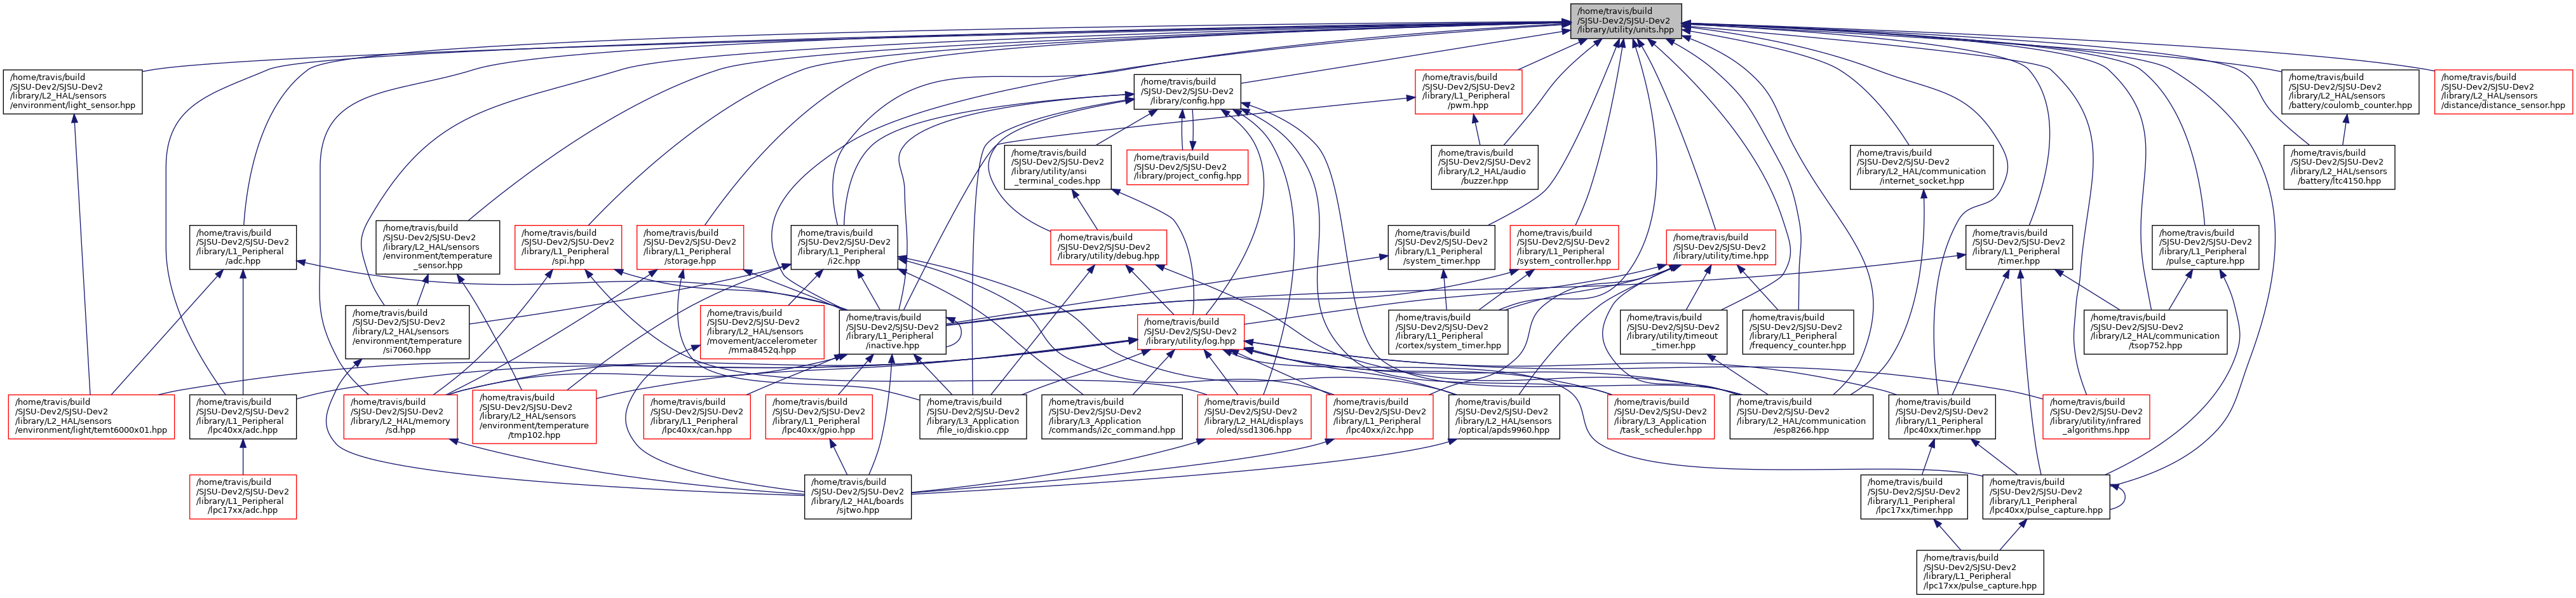 /home/travis/build
/SJSU-Dev2/SJSU-Dev2
/library/utility/units.hpp
/home/travis/build
/SJSU-Dev2/SJSU-Dev2
/library/L2_HAL/sensors
/environment/light_sensor.hpp
/home/travis/build
/SJSU-Dev2/SJSU-Dev2
/library/config.hpp
/home/travis/build
/SJSU-Dev2/SJSU-Dev2
/library/L1_Peripheral
/pwm.hpp
/home/travis/build
/SJSU-Dev2/SJSU-Dev2
/library/L2_HAL/sensors
/battery/coulomb_counter.hpp
/home/travis/build
/SJSU-Dev2/SJSU-Dev2
/library/L2_HAL/sensors
/distance/distance_sensor.hpp
/home/travis/build
/SJSU-Dev2/SJSU-Dev2
/library/utility/ansi
_terminal_codes.hpp
/home/travis/build
/SJSU-Dev2/SJSU-Dev2
/library/project_config.hpp
/home/travis/build
/SJSU-Dev2/SJSU-Dev2
/library/L2_HAL/audio
/buzzer.hpp
/home/travis/build
/SJSU-Dev2/SJSU-Dev2
/library/L2_HAL/communication
/internet_socket.hpp
/home/travis/build
/SJSU-Dev2/SJSU-Dev2
/library/L2_HAL/sensors
/battery/ltc4150.hpp
/home/travis/build
/SJSU-Dev2/SJSU-Dev2
/library/L1_Peripheral
/adc.hpp
/home/travis/build
/SJSU-Dev2/SJSU-Dev2
/library/L2_HAL/sensors
/environment/temperature
_sensor.hpp
/home/travis/build
/SJSU-Dev2/SJSU-Dev2
/library/L1_Peripheral
/spi.hpp
/home/travis/build
/SJSU-Dev2/SJSU-Dev2
/library/L1_Peripheral
/storage.hpp
/home/travis/build
/SJSU-Dev2/SJSU-Dev2
/library/L1_Peripheral
/i2c.hpp
/home/travis/build
/SJSU-Dev2/SJSU-Dev2
/library/utility/debug.hpp
/home/travis/build
/SJSU-Dev2/SJSU-Dev2
/library/L1_Peripheral
/system_timer.hpp
/home/travis/build
/SJSU-Dev2/SJSU-Dev2
/library/L1_Peripheral
/system_controller.hpp
/home/travis/build
/SJSU-Dev2/SJSU-Dev2
/library/utility/time.hpp
/home/travis/build
/SJSU-Dev2/SJSU-Dev2
/library/L1_Peripheral
/timer.hpp
/home/travis/build
/SJSU-Dev2/SJSU-Dev2
/library/L1_Peripheral
/pulse_capture.hpp
/home/travis/build
/SJSU-Dev2/SJSU-Dev2
/library/L2_HAL/sensors
/environment/temperature
/si7060.hpp
/home/travis/build
/SJSU-Dev2/SJSU-Dev2
/library/L2_HAL/sensors
/movement/accelerometer
/mma8452q.hpp
/home/travis/build
/SJSU-Dev2/SJSU-Dev2
/library/L1_Peripheral
/inactive.hpp
/home/travis/build
/SJSU-Dev2/SJSU-Dev2
/library/utility/log.hpp
/home/travis/build
/SJSU-Dev2/SJSU-Dev2
/library/L1_Peripheral
/cortex/system_timer.hpp
/home/travis/build
/SJSU-Dev2/SJSU-Dev2
/library/utility/timeout
_timer.hpp
/home/travis/build
/SJSU-Dev2/SJSU-Dev2
/library/L1_Peripheral
/frequency_counter.hpp
/home/travis/build
/SJSU-Dev2/SJSU-Dev2
/library/L2_HAL/communication
/tsop752.hpp
/home/travis/build
/SJSU-Dev2/SJSU-Dev2
/library/L2_HAL/sensors
/environment/light/temt6000x01.hpp
/home/travis/build
/SJSU-Dev2/SJSU-Dev2
/library/L1_Peripheral
/lpc40xx/adc.hpp
/home/travis/build
/SJSU-Dev2/SJSU-Dev2
/library/L2_HAL/memory
/sd.hpp
/home/travis/build
/SJSU-Dev2/SJSU-Dev2
/library/L2_HAL/sensors
/environment/temperature
/tmp102.hpp
/home/travis/build
/SJSU-Dev2/SJSU-Dev2
/library/L1_Peripheral
/lpc40xx/can.hpp
/home/travis/build
/SJSU-Dev2/SJSU-Dev2
/library/L1_Peripheral
/lpc40xx/gpio.hpp
/home/travis/build
/SJSU-Dev2/SJSU-Dev2
/library/L3_Application
/file_io/diskio.cpp
/home/travis/build
/SJSU-Dev2/SJSU-Dev2
/library/L3_Application
/commands/i2c_command.hpp
/home/travis/build
/SJSU-Dev2/SJSU-Dev2
/library/L2_HAL/displays
/oled/ssd1306.hpp
/home/travis/build
/SJSU-Dev2/SJSU-Dev2
/library/L1_Peripheral
/lpc40xx/i2c.hpp
/home/travis/build
/SJSU-Dev2/SJSU-Dev2
/library/L2_HAL/sensors
/optical/apds9960.hpp
/home/travis/build
/SJSU-Dev2/SJSU-Dev2
/library/L3_Application
/task_scheduler.hpp
/home/travis/build
/SJSU-Dev2/SJSU-Dev2
/library/L2_HAL/communication
/esp8266.hpp
/home/travis/build
/SJSU-Dev2/SJSU-Dev2
/library/L1_Peripheral
/lpc40xx/timer.hpp
/home/travis/build
/SJSU-Dev2/SJSU-Dev2
/library/utility/infrared
_algorithms.hpp
/home/travis/build
/SJSU-Dev2/SJSU-Dev2
/library/L1_Peripheral
/lpc17xx/adc.hpp
/home/travis/build
/SJSU-Dev2/SJSU-Dev2
/library/L2_HAL/boards
/sjtwo.hpp
/home/travis/build
/SJSU-Dev2/SJSU-Dev2
/library/L1_Peripheral
/lpc17xx/timer.hpp
/home/travis/build
/SJSU-Dev2/SJSU-Dev2
/library/L1_Peripheral
/lpc40xx/pulse_capture.hpp
/home/travis/build
/SJSU-Dev2/SJSU-Dev2
/library/L1_Peripheral
/lpc17xx/pulse_capture.hpp